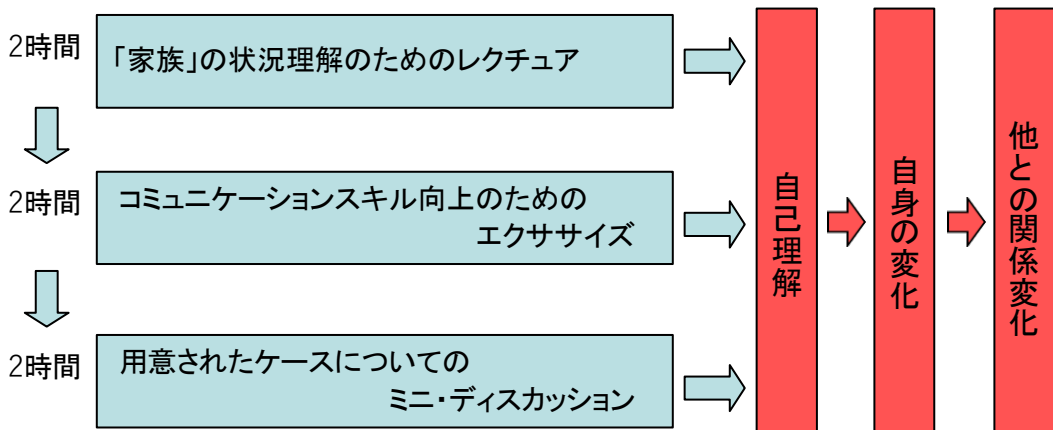 2時間
「家族」の状況理解のためのレクチュア
2時間
コミュニケーションスキル向上のための
エクササイズ
2時間
用意されたケースについての
ミニ・ディスカッション
自己理解
自身の変化
他との関係変化